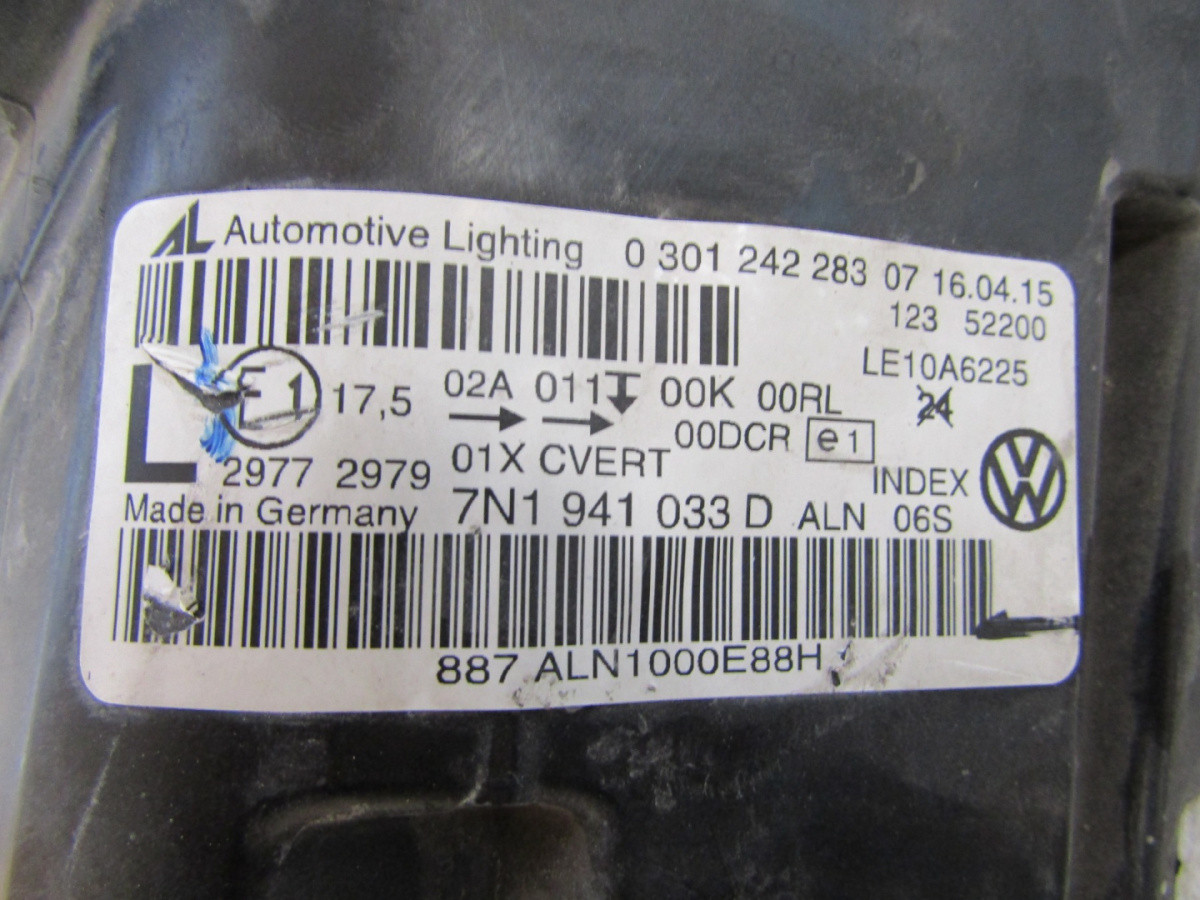 AL Automotive Lighting 0 301 242 283 07 16.04.15
123 52200
LE10A6225
L E1 17,5 02A 011 00K 00RL 24
00DCR e1
2977 2979 01X CVERT INDEX
Made in Germany 7N1 941 033 D ALN 06S
887 ALN1000E88H